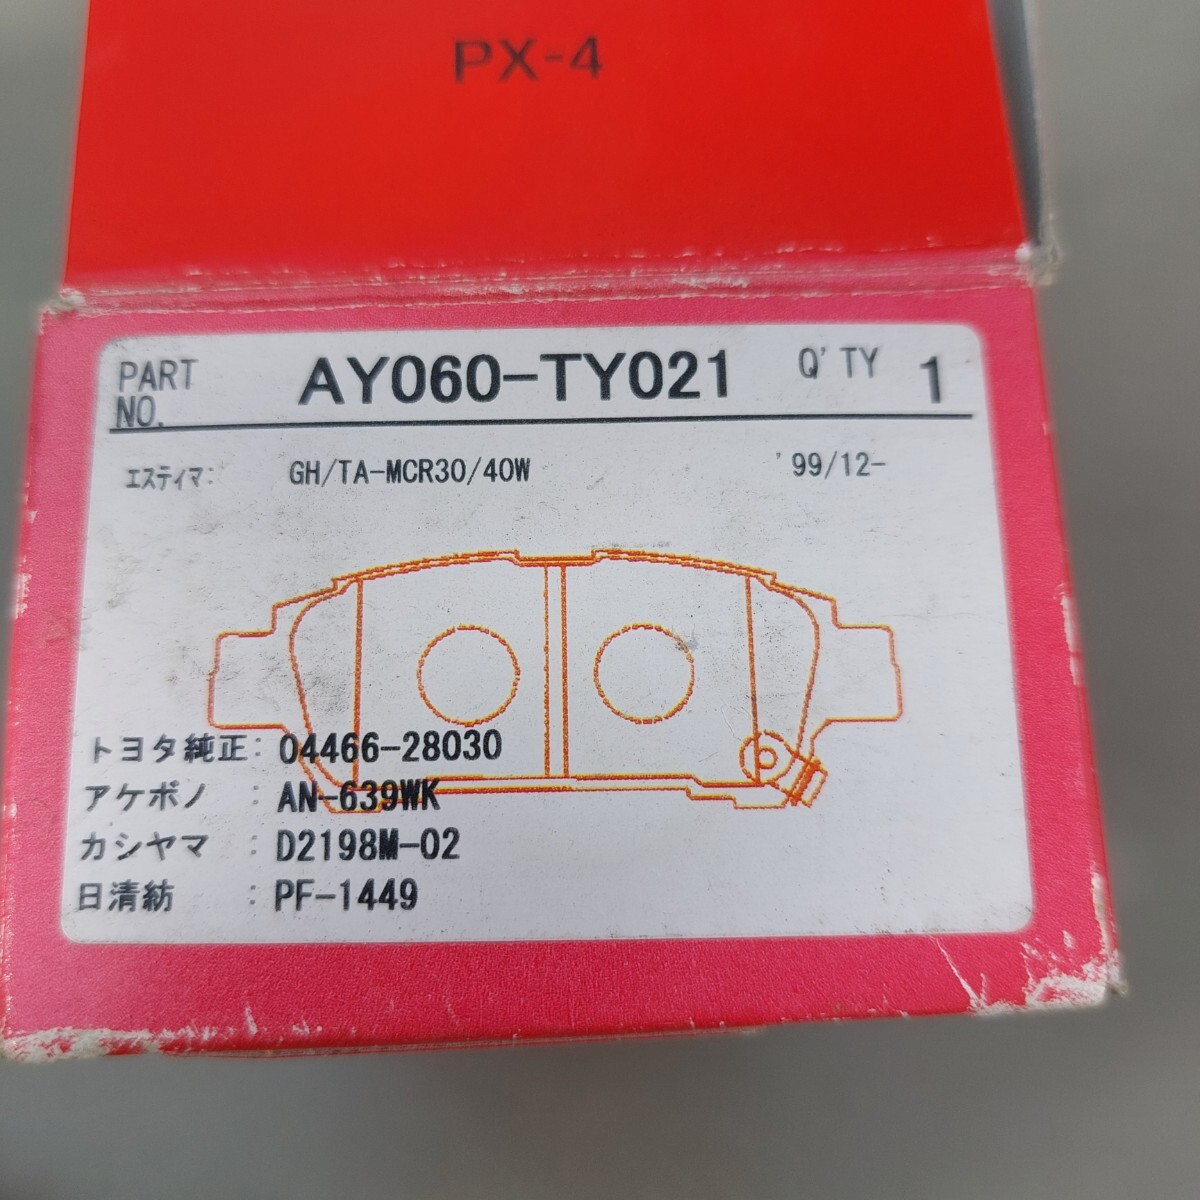 PX-4
PART NO. AY060-TY021 Q'TY 1
エスティマ: GH/TA-MCR30/40W '99/12-
トヨタ純正: 04466-28030
アケボノ : AN-639WK
カシヤマ : D2198M-02
日清紡 : PF-1449